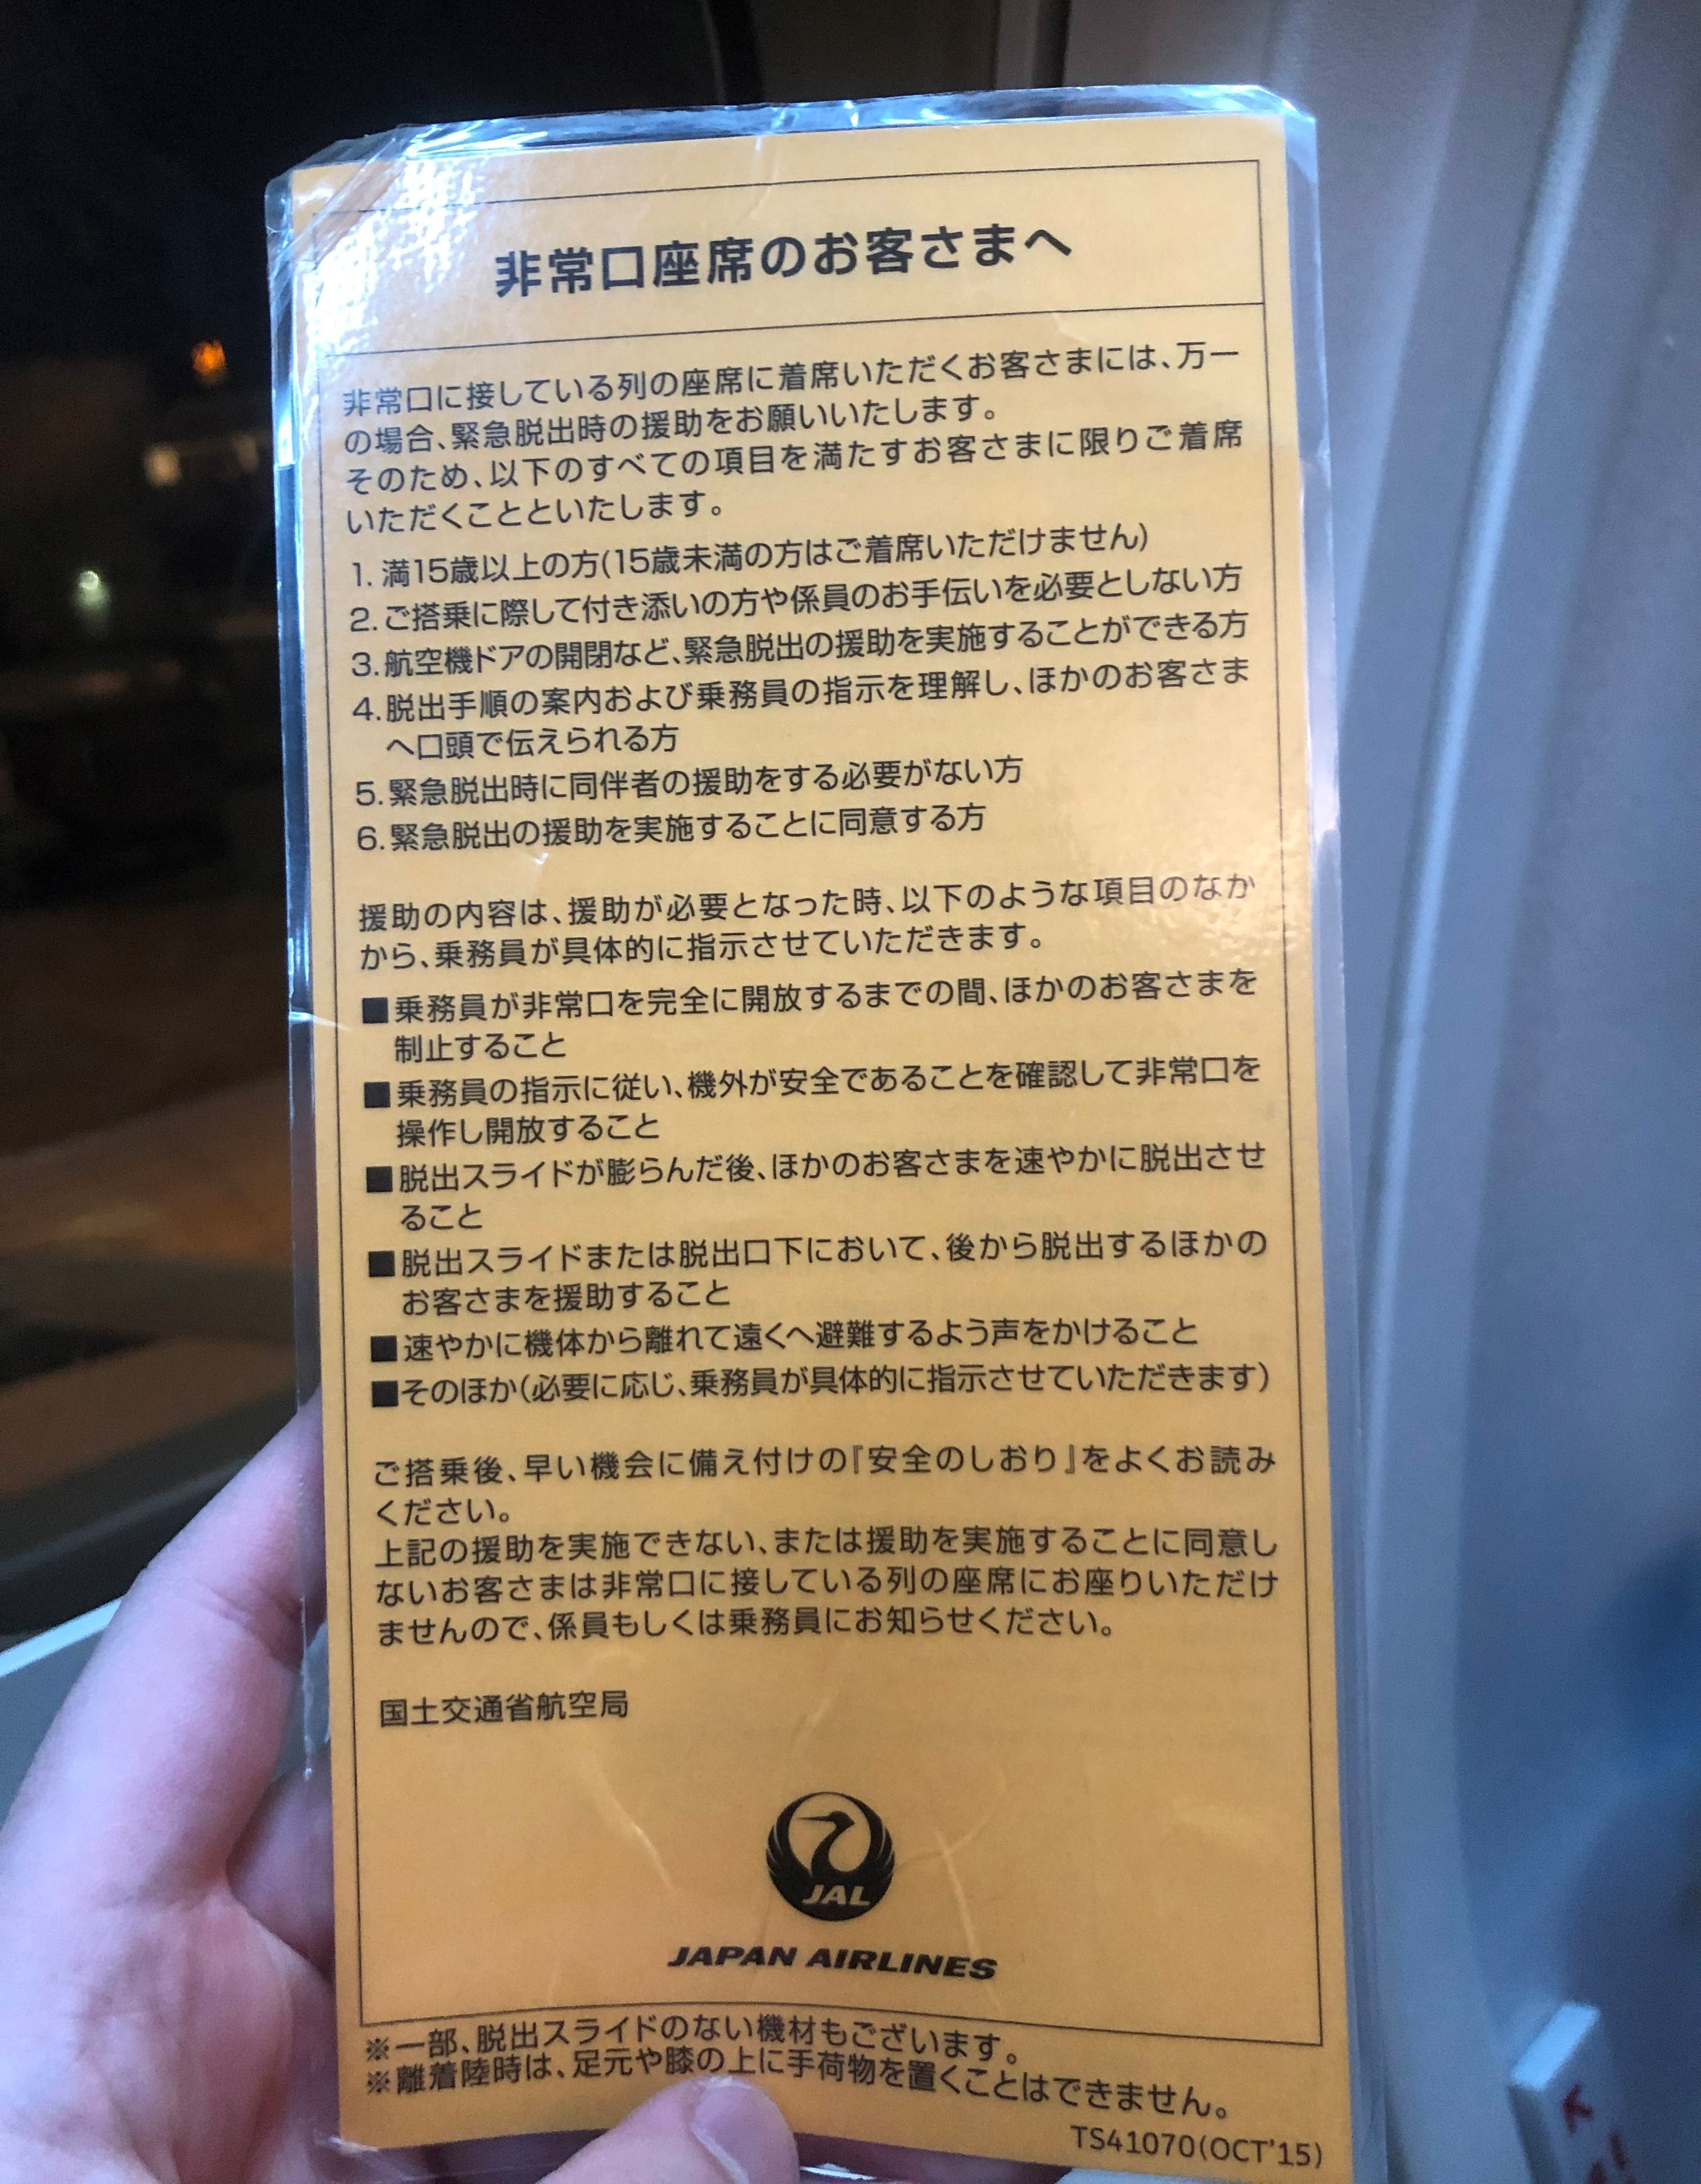 非常口座席のお客さまへ
非常口に接している列の座席に着席いただくお客さまには、万一
の場合、緊急脱出時の援助をお願いいたします。
そのため、以下のすべての項目を満たすお客さまに限りご着席
いただくことといたします。
1. 満15歳以上の方(15歳未満の方はご着席いただけません)
2. ご搭乗に際して付き添いの方や係員のお手伝いを必要としない方
3. 航空機ドアの開閉など、緊急脱出の援助を実施することができる方
4. 脱出手順の案内および乗務員の指示を理解し、ほかのお客さま
へ口頭で伝えられる方
5. 緊急脱出時に同伴者の援助をする必要がない方
6. 緊急脱出の援助を実施することに同意する方
援助の内容は、援助が必要となった時、以下のような項目のなか
から、乗務員が具体的に指示させていただきます。
■乗務員が非常口を完全に開放するまでの間、ほかのお客さまを
制止すること
■乗務員の指示に従い、機外が安全であることを確認して非常口を
操作し開放すること
■脱出スライドが膨らんだ後、ほかのお客さまを速やかに脱出させ
ること
■脱出スライドまたは脱出口下において、後から脱出するほかの
お客さまを援助すること
■速やかに機体から離れて遠くへ避難するよう声をかけること
■そのほか(必要に応じ、乗務員が具体的に指示させていただきます)
ご搭乗後、早い機会に備え付けの『安全のしおり』をよくお読み
ください。
上記の援助を実施できない、または援助を実施することに同意し
ないお客さまは非常口に接している列の座席にお座りいただけ
ませんので、係員もしくは乗務員にお知らせください。
国土交通省航空局
JAL
JAPAN AIRLINES
※一部、脱出スライドのない機材もございます。
※離着陸時は、足元や膝の上に手荷物を置くことはできません。
TS41070(OCT'15)